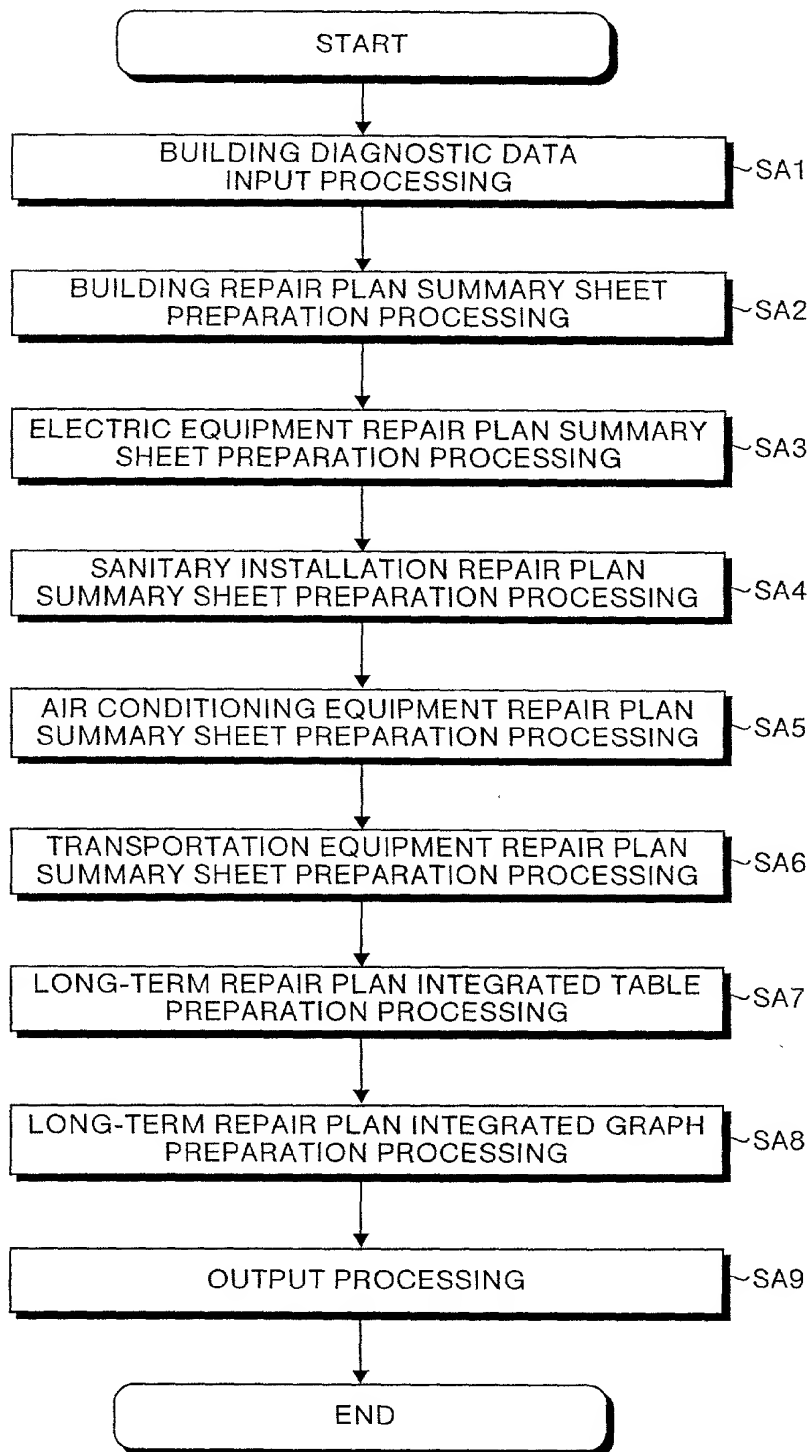 START
BUILDING DIAGNOSTIC DATA
INPUT PROCESSING
SA1
BUILDING REPAIR PLAN SUMMARY SHEET
PREPARATION PROCESSING
SA2
ELECTRIC EQUIPMENT REPAIR PLAN SUMMARY
SHEET PREPARATION PROCESSING
SA3
SANITARY INSTALLATION REPAIR PLAN
SUMMARY SHEET PREPARATION PROCESSING
SA4
AIR CONDITIONING EQUIPMENT REPAIR PLAN
SUMMARY SHEET PREPARATION PROCESSING
SA5
TRANSPORTATION EQUIPMENT REPAIR PLAN
SUMMARY SHEET PREPARATION PROCESSING
SA6
LONG-TERM REPAIR PLAN INTEGRATED TABLE
PREPARATION PROCESSING
SA7
LONG-TERM REPAIR PLAN INTEGRATED GRAPH
PREPARATION PROCESSING
SA8
OUTPUT PROCESSING
SA9
END